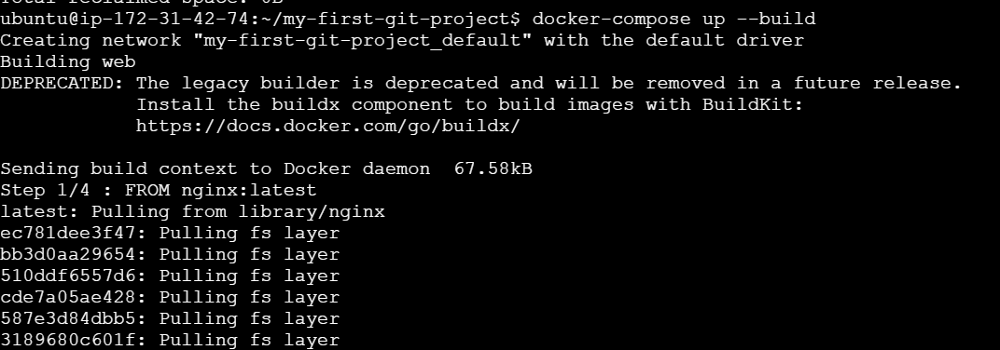 Total reclaimed space: 0B
ubuntu@ip-172-31-42-74:~/my-first-git-project$ docker-compose up --build
Creating network "my-first-git-project_default" with the default driver
Building web
DEPRECATED: The legacy builder is deprecated and will be removed in a future release.
            Install the buildx component to build images with BuildKit:
            https://docs.docker.com/go/buildx/

Sending build context to Docker daemon  67.58kB
Step 1/4 : FROM nginx:latest
latest: Pulling from library/nginx
ec781dee3f47: Pulling fs layer
bb3d0aa29654: Pulling fs layer
510ddf6557d6: Pulling fs layer
cde7a05ae428: Pulling fs layer
587e3d84dbb5: Pulling fs layer
3189680c601f: Pulling fs layer